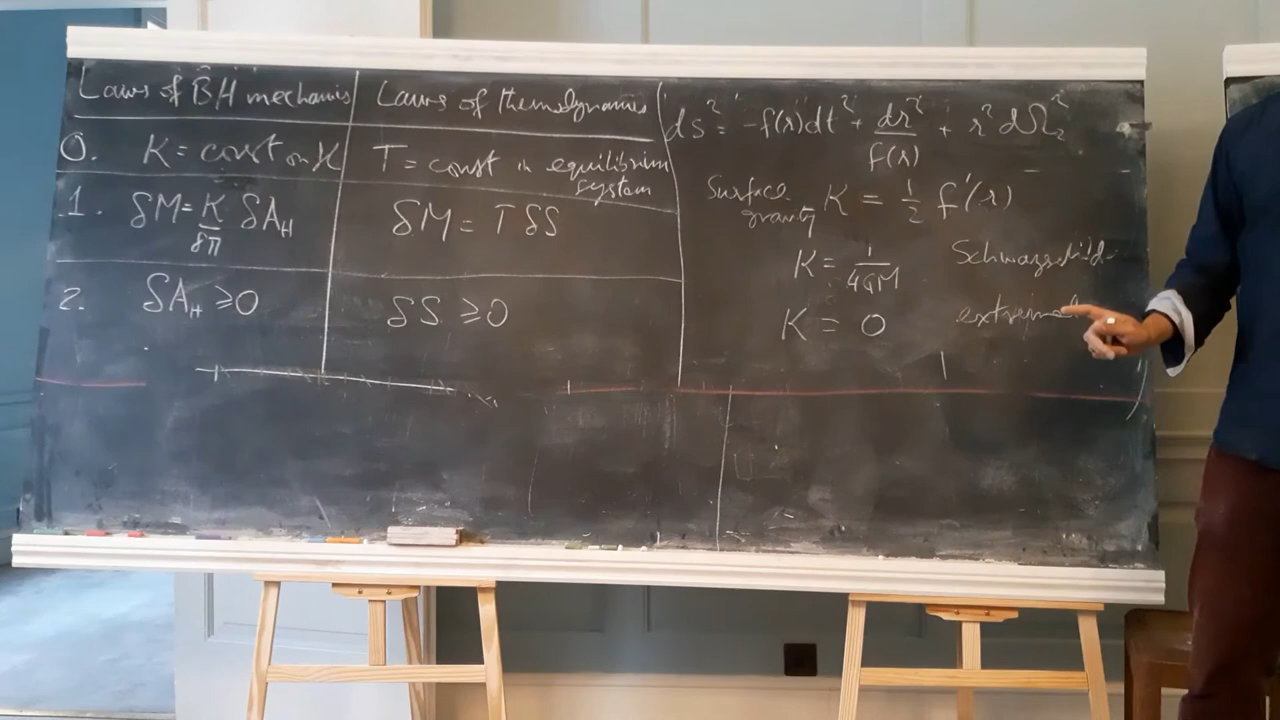 Laws of BH mechanics
Laws of themodynamics
0. K = const on H
T = const in equilibrium system
1. δM = K/8π δA_H
δM = T δS
2. δA_H ≥ 0
δS ≥ 0
ds² = -f(r)dt² + dr²/f(r) + r² dΩ₂²
Surface gravity K = 1/2 f'(r)
K = 1/4GM Schwarzschild
K = 0 extremal